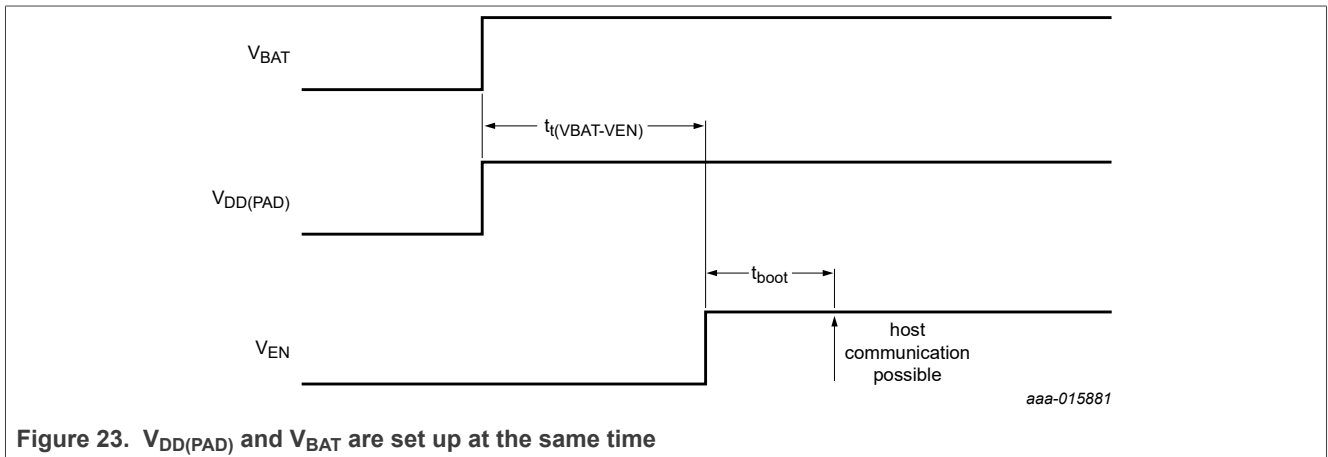 VBAT
tt(VBAT-VEN)
VDD(PAD)
tboot
VEN
host
communication
possible
aaa-015881
Figure 23. VDD(PAD) and VBAT are set up at the same time